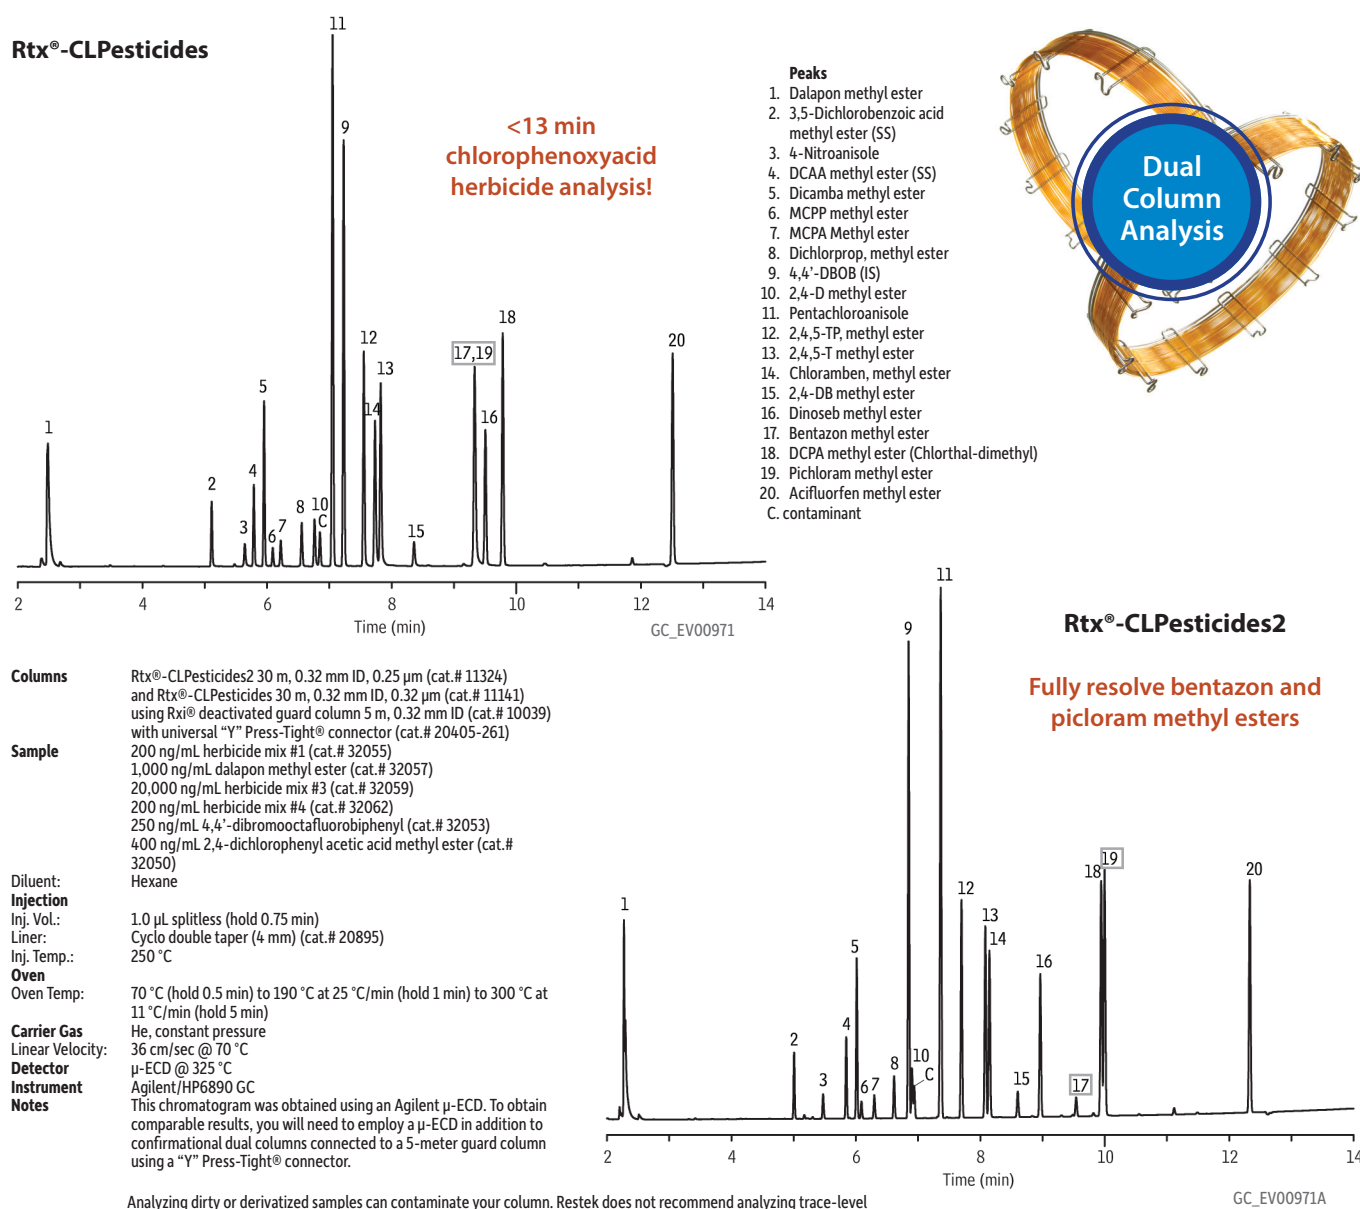 Rtx®-CLPesticides
<13 min
chlorophenoxyacid
herbicide analysis!
11
9
12
13
14
17,19
18
16
20
5
1
4
2
3
6
7
8
10
C
15
2 4 6 8 10 12 14
Time (min)
GC_EV00971
Peaks
1. Dalapon methyl ester
2. 3,5-Dichlorobenzoic acid
methyl ester (SS)
3. 4-Nitroanisole
4. DCAA methyl ester (SS)
5. Dicamba methyl ester
6. MCPP methyl ester
7. MCPA Methyl ester
8. Dichlorprop, methyl ester
9. 4,4’-DBOB (IS)
10. 2,4-D methyl ester
11. Pentachloroanisole
12. 2,4,5-TP, methyl ester
13. 2,4,5-T methyl ester
14. Chloramben, methyl ester
15. 2,4-DB methyl ester
16. Dinoseb methyl ester
17. Bentazon methyl ester
18. DCPA methyl ester (Chlorthal-dimethyl)
19. Pichloram methyl ester
20. Acifluorfen methyl ester
C. contaminant
Dual
Column
Analysis
Columns Rtx®-CLPesticides2 30 m, 0.32 mm ID, 0.25 µm (cat.# 11324)
and Rtx®-CLPesticides 30 m, 0.32 mm ID, 0.32 µm (cat.# 11141)
using Rxi® deactivated guard column 5 m, 0.32 mm ID (cat.# 10039)
with universal “Y” Press-Tight® connector (cat.# 20405-261)
Sample 200 ng/mL herbicide mix #1 (cat.# 32055)
1,000 ng/mL dalapon methyl ester (cat.# 32057)
20,000 ng/mL herbicide mix #3 (cat.# 32059)
200 ng/mL herbicide mix #4 (cat.# 32062)
250 ng/mL 4,4’-dibromooctafluorobiphenyl (cat.# 32053)
400 ng/mL 2,4-dichlorophenyl acetic acid methyl ester (cat.#
32050)
Diluent: Hexane
Injection
Inj. Vol.: 1.0 µL splitless (hold 0.75 min)
Liner: Cyclo double taper (4 mm) (cat.# 20895)
Inj. Temp.: 250 °C
Oven
Oven Temp: 70 °C (hold 0.5 min) to 190 °C at 25 °C/min (hold 1 min) to 300 °C at
11 °C/min (hold 5 min)
Carrier Gas He, constant pressure
Linear Velocity: 36 cm/sec @ 70 °C
Detector µ-ECD @ 325 °C
Instrument Agilent/HP6890 GC
Notes This chromatogram was obtained using an Agilent µ-ECD. To obtain
comparable results, you will need to employ a µ-ECD in addition to
confirmational dual columns connected to a 5-meter guard column
using a “Y” Press-Tight® connector.
Rtx®-CLPesticides2
Fully resolve bentazon and
picloram methyl esters
11
9
12
13
14
18
19
20
1
5
16
4
2
3
6
7
8
10
C
15
17
2 4 6 8 10 12 14
Time (min)
GC_EV00971A
Analyzing dirty or derivatized samples can contaminate your column. Restek does not recommend analyzing trace-level